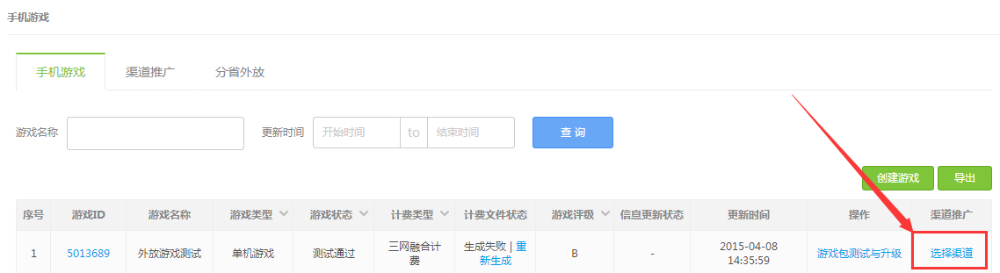 手机游戏
手机游戏 渠道推广 分省外放
游戏名称 更新时间 开始时间 to 结束时间 查 询
创建游戏 导出
序号 游戏ID 游戏名称 游戏类型 游戏状态 计费类型 计费文件状态 游戏评级 信息更新状态 更新时间 操作 渠道推广
1 5013689 外放游戏测试 单机游戏 测试通过 三网融合计费 生成失败 | 重新生成 B - 2015-04-08 14:35:59 游戏包测试与升级 选择渠道